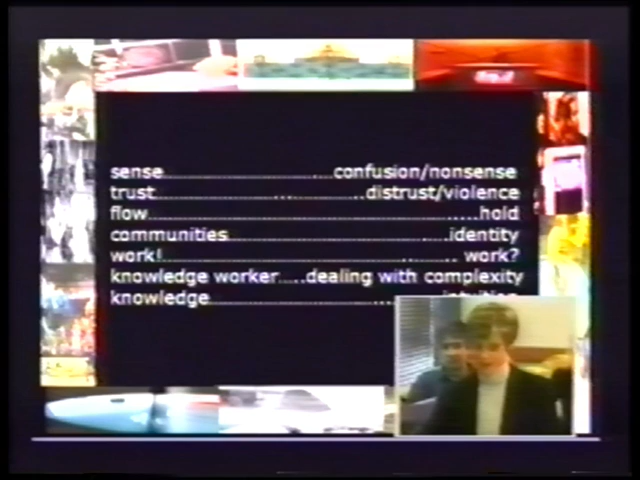 sense......................confusion/nonsense
trust......................distrust/violence
flow......................hold
communities......................identity
work!...................... work?
knowledge worker.....dealing with complexity
knowledge......................